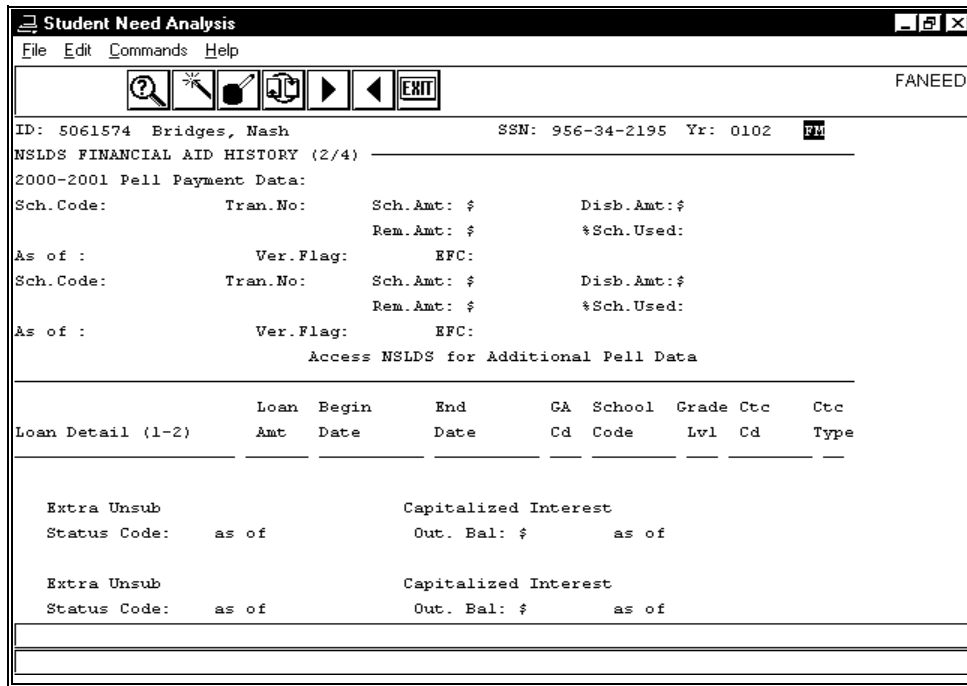 Student Need Analysis
File Edit Commands Help
EXIT
FANEED
ID: 5061574 Bridges, Nash SSN: 956-34-2195 Yr: 0102 FM
NSLDS FINANCIAL AID HISTORY (2/4)
2000-2001 Pell Payment Data:
Sch.Code: Tran.No: Sch.Amt: $ Disb.Amt:$
Rem.Amt: $ %Sch.Used:
As of : Ver.Flag: EFC:
Sch.Code: Tran.No: Sch.Amt: $ Disb.Amt:$
Rem.Amt: $ %Sch.Used:
As of : Ver.Flag: EFC:
Access NSLDS for Additional Pell Data
Loan Begin End GA School Grade Ctc Ctc
Loan Detail (1-2) Amt Date Date Cd Code Lvl Cd Type
Extra Unsub Capitalized Interest
Status Code: as of Out. Bal: $ as of
Extra Unsub Capitalized Interest
Status Code: as of Out. Bal: $ as of